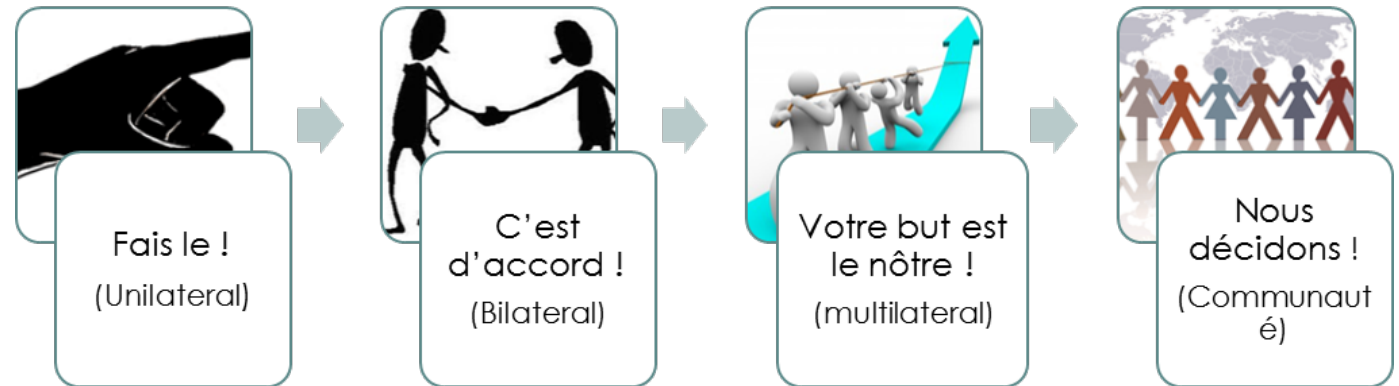 Fais le !
(Unilateral)
C'est
d'accord !
(Bilateral)
Votre but est
le nôtre !
(multilateral)
Nous
décidons !
(Communaut
é)